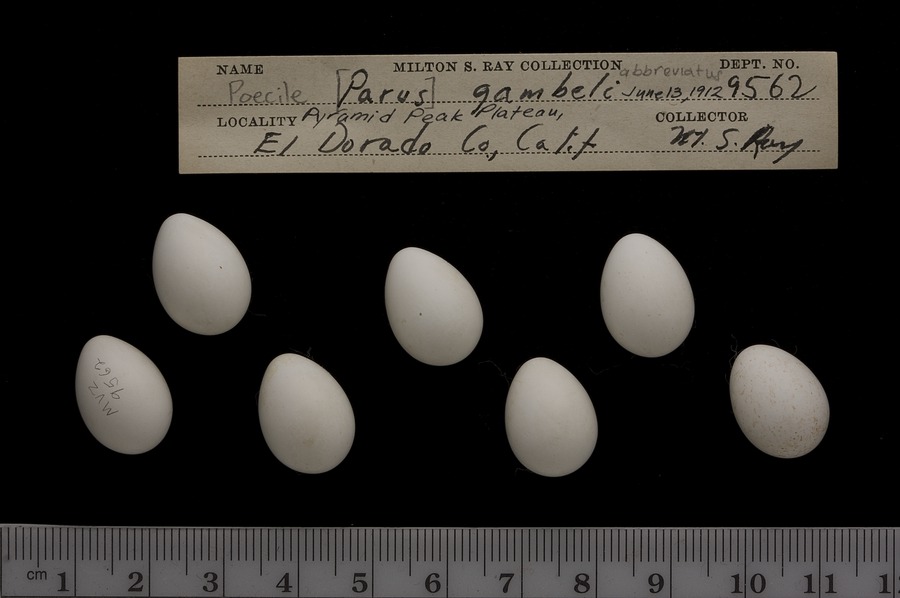 NAME MILTON S. RAY COLLECTION abbreviatus DEPT. NO.
Poecile [Parus] gambeli June 13, 1912 9562
LOCALITY Pyramid Peak Plateau, COLLECTOR
El Dorado Co, Calif M. S. Ray
MVZ
9562
cm 1 2 3 4 5 6 7 8 9 10 11 1